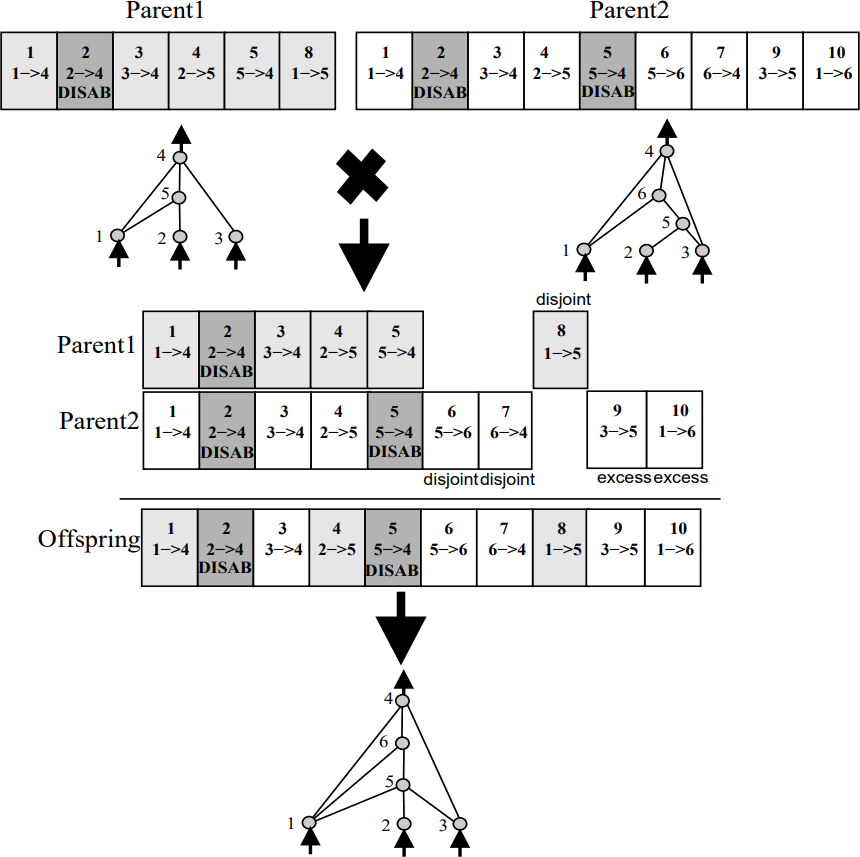 Parent1 Parent2
1 2 3 4 5 8 1 2 3 4 5 6 7 9 10
1->4 2->4 3->4 2->5 5->4 1->5 1->4 2->4 3->4 2->5 5->4 5->6 6->4 3->5 1->6
DISAB DISAB DISAB
4 4
5 6
5
1 2 3 1 2 3
disjoint
Parent1 1 2 3 4 5 8
1->4 2->4 3->4 2->5 5->4 1->5
DISAB
Parent2 1 2 3 4 5 6 7 9 10
1->4 2->4 3->4 2->5 5->4 5->6 6->4 3->5 1->6
DISAB DISAB
disjoint disjoint excess excess
Offspring 1 2 3 4 5 6 7 8 9 10
1->4 2->4 3->4 2->5 5->4 5->6 6->4 1->5 3->5 1->6
DISAB DISAB
4
6
5
1 2 3